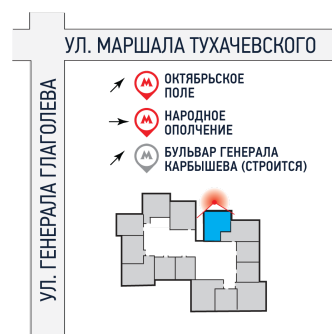 УЛ. МАРШАЛА ТУХАЧЕВСКОГО
УЛ. ГЕНЕРАЛА ГЛАГОЛЕВА
ОКТЯБРЬСКОЕ
ПОЛЕ
НАРОДНОЕ
ОПОЛЧЕНИЕ
БУЛЬВАР ГЕНЕРАЛА
КАРБЫШЕВА (СТРОИТСЯ)